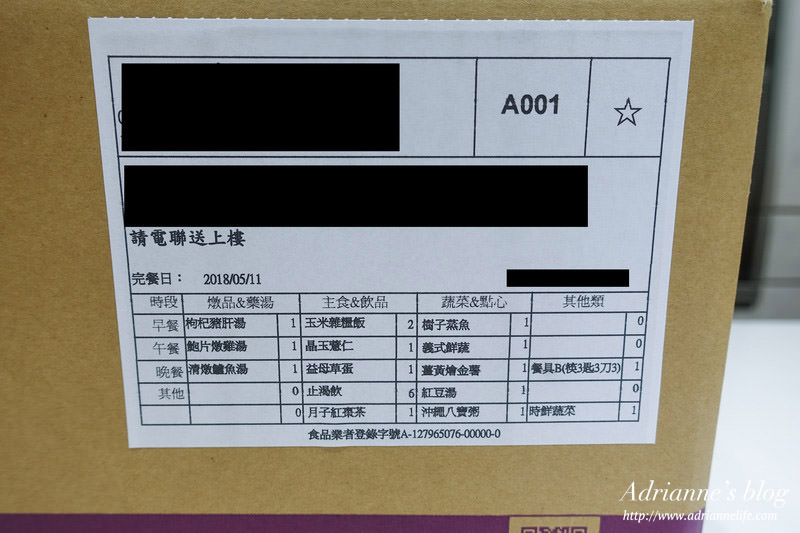 A001 ☆
請電聯送上樓
完餐日： 2018/05/11
時段 燉品&藥湯 主食&飲品 蔬菜&點心 其他類
早餐 枸杞豬肝湯 1 玉米雜糧飯 2 樹子蒸魚 1 0
午餐 鮑片燉雞湯 1 晶玉薏仁 1 義式鮮蔬 1 0
晚餐 清燉鱸魚湯 1 益母草蛋 1 薑黃燴金薯 1 餐具B(筷3匙3刀3) 1
其他 0 止渴飲 6 紅豆湯 1 0
0 月子紅棗茶 1 沖繩八寶粥 1 時鮮蔬菜 1
食品業者登錄字號A-127965076-00000-0
Adrianne's blog
http://www.adriannelife.com